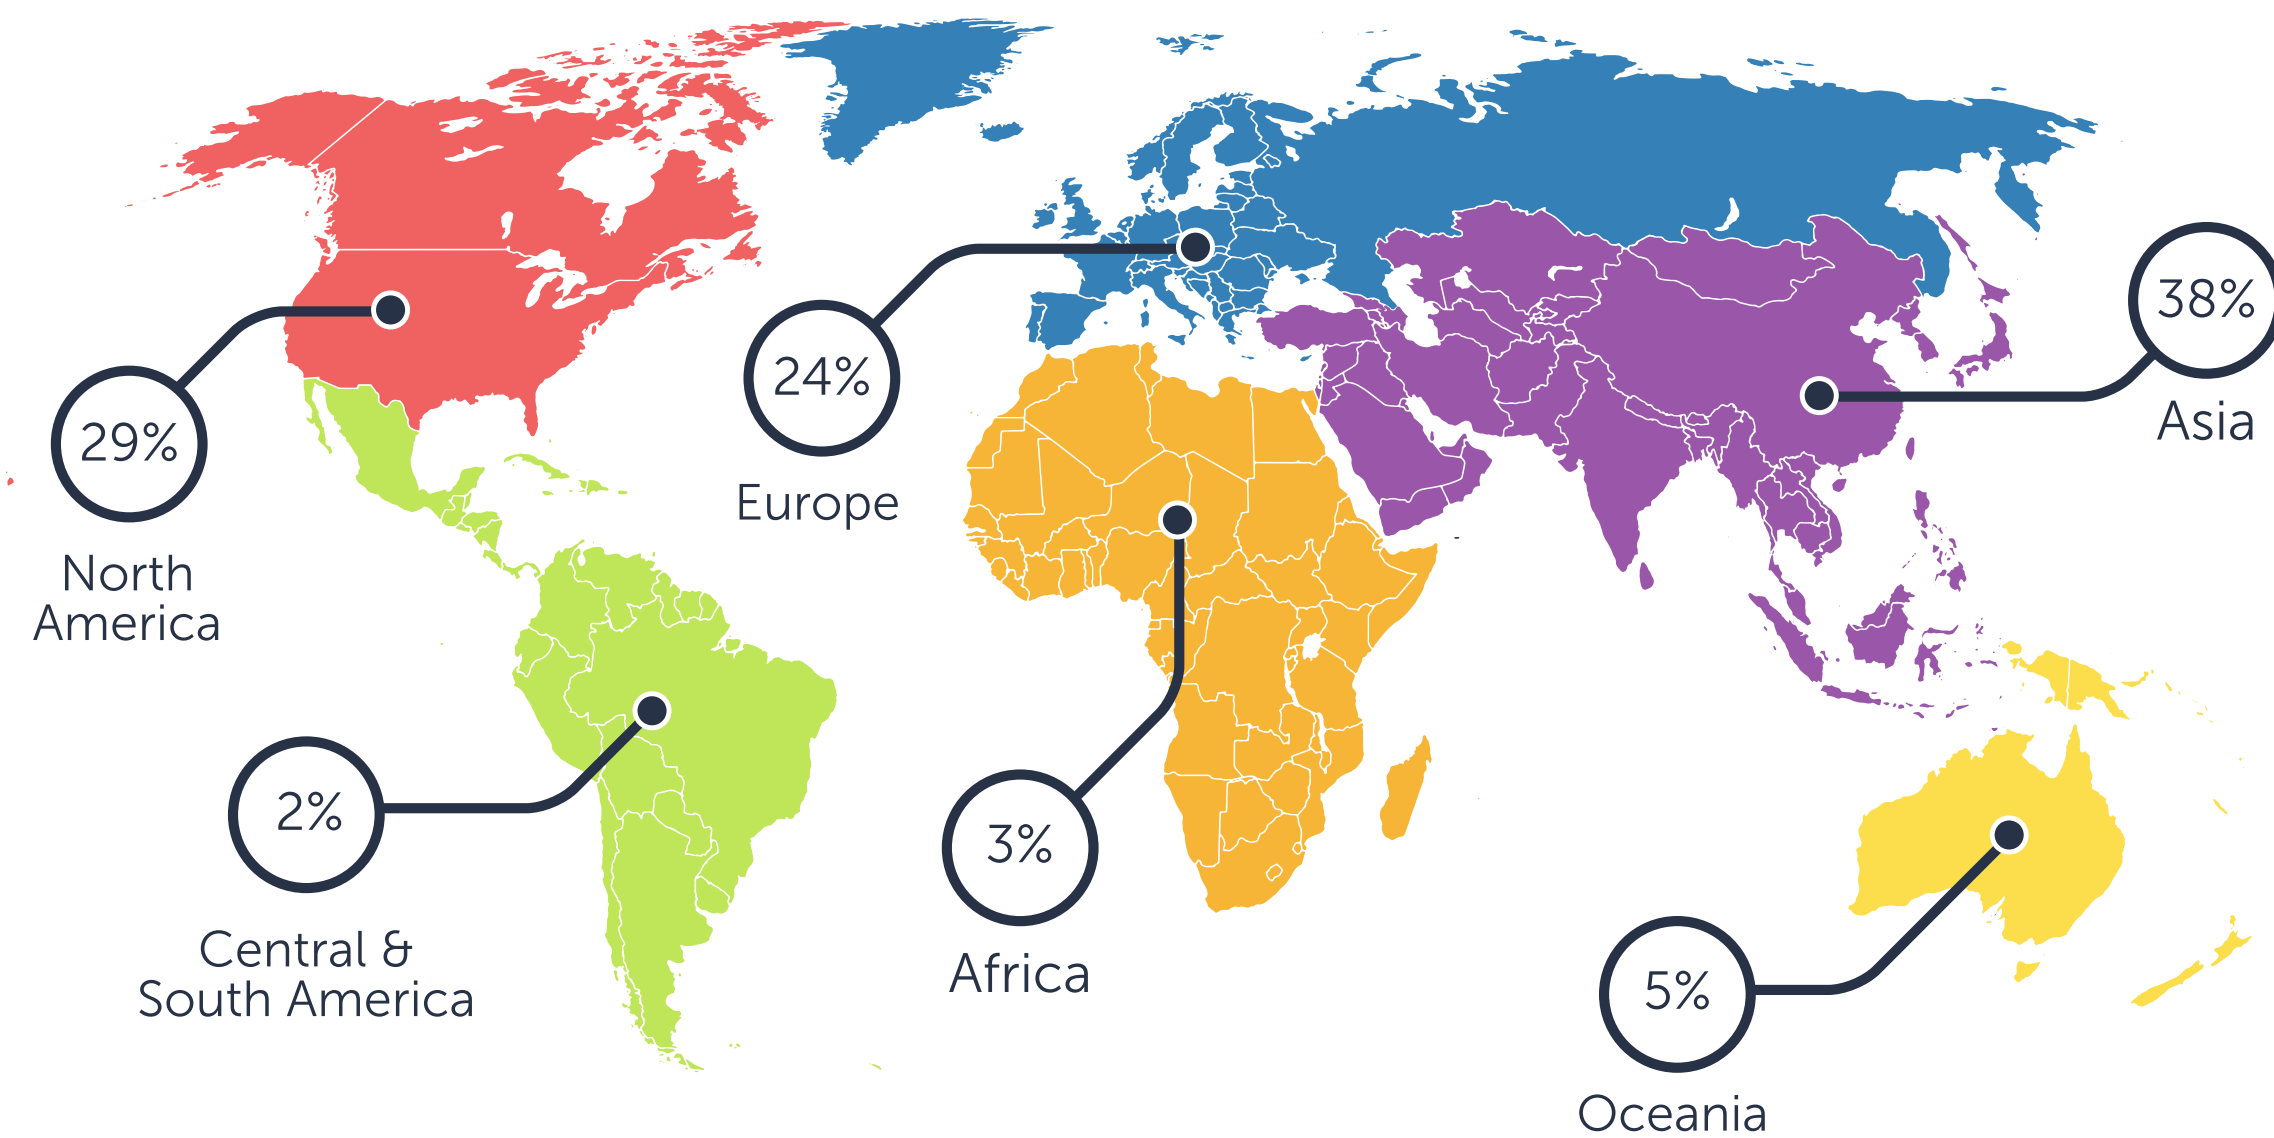 29%
North
America
24%
Europe
38%
Asia
2%
Central &
South America
3%
Africa
5%
Oceania